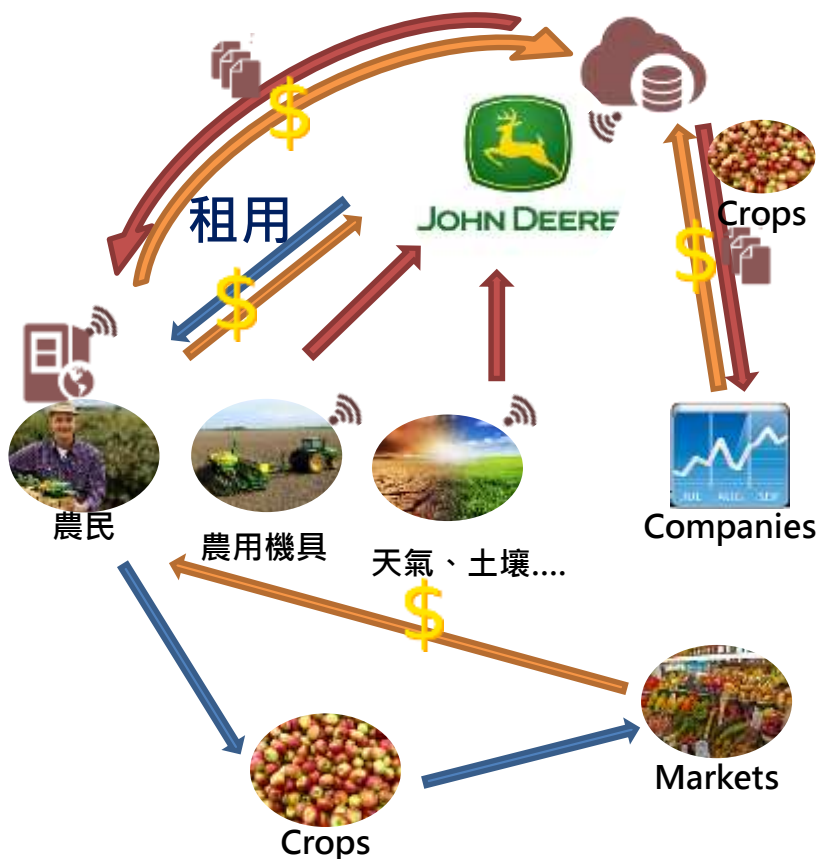 $
JOHN DEERE
Crops
租用
$
$
農民
農用機具
天氣、土壤....
JUL AUG SEP
Companies
$
Markets
Crops